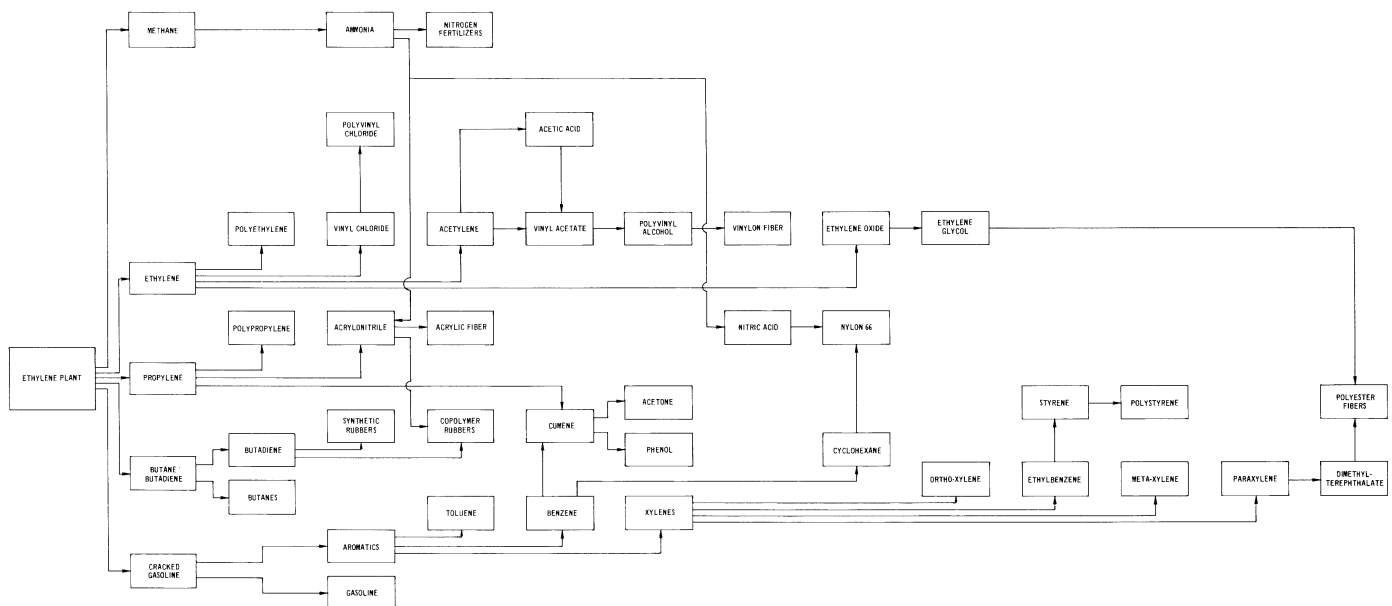 METHANE
AMMONIA
NITROGEN
FERTILIZERS
POLYVINYL
CHLORIDE
ACETIC ACID
POLYETHYLENE
VINYL CHLORIDE
ACETYLENE
VINYL ACETATE
POLYVINYL
ALCOHOL
VINYLON FIBER
ETHYLENE OXIDE
ETHYLENE
GLYCOL
ETHYLENE
POLYPROPYLENE
ACRYLONITRILE
ACRYLIC FIBER
NITRIC ACID
NYLON 66
ETHYLENE PLANT
PROPYLENE
ACETONE
STYRENE
POLYSTYRENE
POLYESTER
FIBERS
SYNTHETIC
RUBBERS
COPOLYMER
RUBBERS
CUMENE
BUTADIENE
PHENOL
CYCLOHEXANE
BUTANE
BUTADIENE
BUTANES
ORTHO-XYLENE
ETHYLBENZENE
META-XYLENE
PARAXYLENE
DIMETHYL-
TEREPHTHALATE
TOLUENE
BENZENE
XYLENES
AROMATICS
CRACKED
GASOLINE
GASOLINE